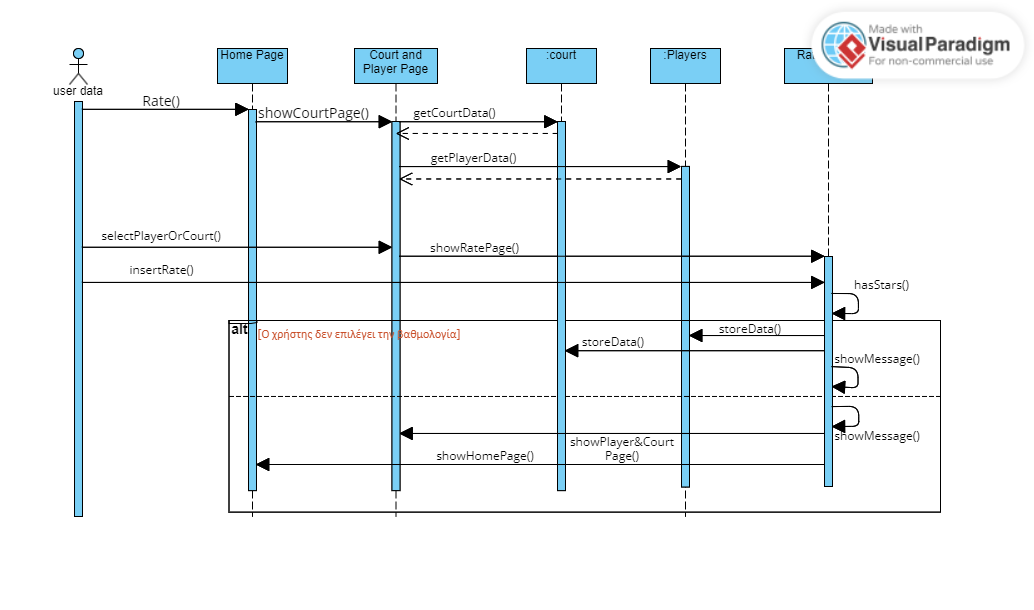 Made with
Visual Paradigm
For non-commercial use
Home Page
Court and
Player Page
:court
:Players
user data
Rate()
showCourtPage()
getCourtData()
getPlayerData()
selectPlayerOrCourt()
showRatePage()
insertRate()
hasStars()
alt
[Ο χρήστης δεν επιλέγει την βαθμολογία]
storeData()
storeData()
showMessage()
showMessage()
showPlayer&Court
Page()
showHomePage()